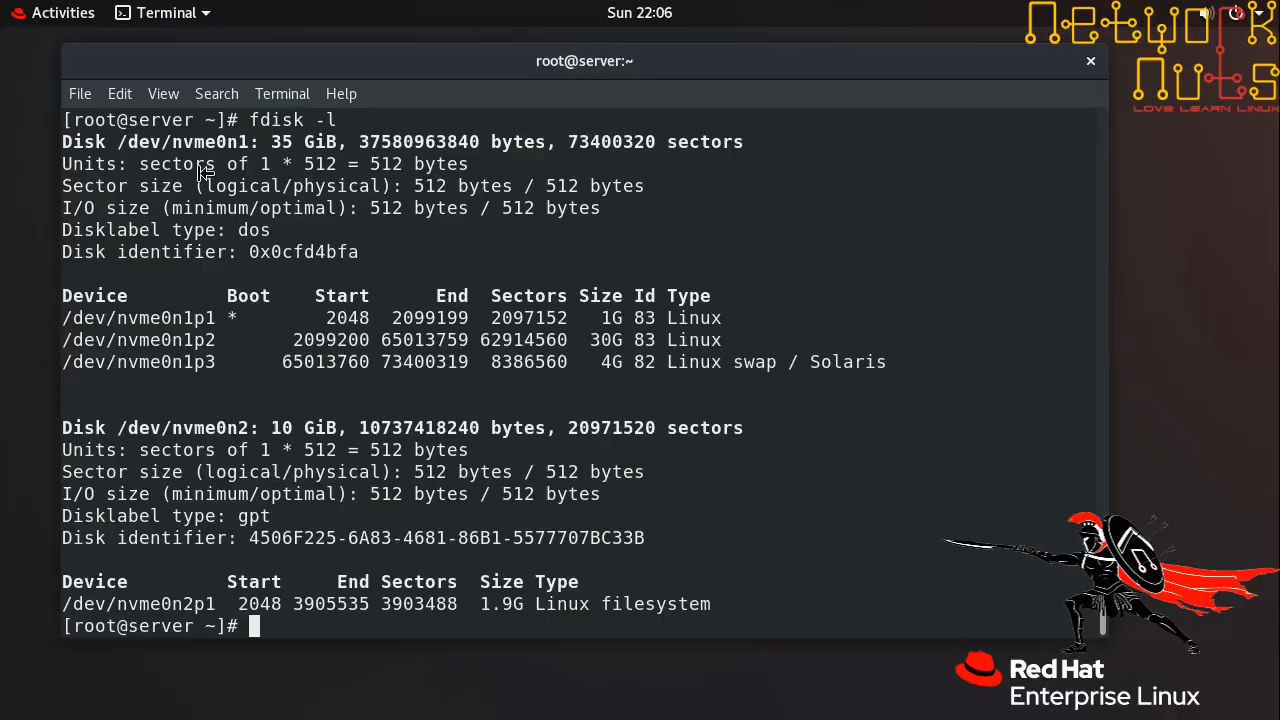 Activities Terminal Sun 22:06
Network
Nuts
LOVE LEARN LINUX
root@server:~ ×
File Edit View Search Terminal Help
[root@server ~]# fdisk -l
Disk /dev/nvme0n1: 35 GiB, 37580963840 bytes, 73400320 sectors
Units: sectors of 1 * 512 = 512 bytes
Sector size (logical/physical): 512 bytes / 512 bytes
I/O size (minimum/optimal): 512 bytes / 512 bytes
Disklabel type: dos
Disk identifier: 0x0cfd4bfa
Device Boot Start End Sectors Size Id Type
/dev/nvme0n1p1 * 2048 2099199 2097152 1G 83 Linux
/dev/nvme0n1p2 2099200 65013759 62914560 30G 83 Linux
/dev/nvme0n1p3 65013760 73400319 8386560 4G 82 Linux swap / Solaris
Disk /dev/nvme0n2: 10 GiB, 10737418240 bytes, 20971520 sectors
Units: sectors of 1 * 512 = 512 bytes
Sector size (logical/physical): 512 bytes / 512 bytes
I/O size (minimum/optimal): 512 bytes / 512 bytes
Disklabel type: gpt
Disk identifier: 4506F225-6A83-4681-86B1-5577707BC33B
Device Start End Sectors Size Type
/dev/nvme0n2p1 2048 3905535 3903488 1.9G Linux filesystem
[root@server ~]#
Red Hat
Enterprise Linux